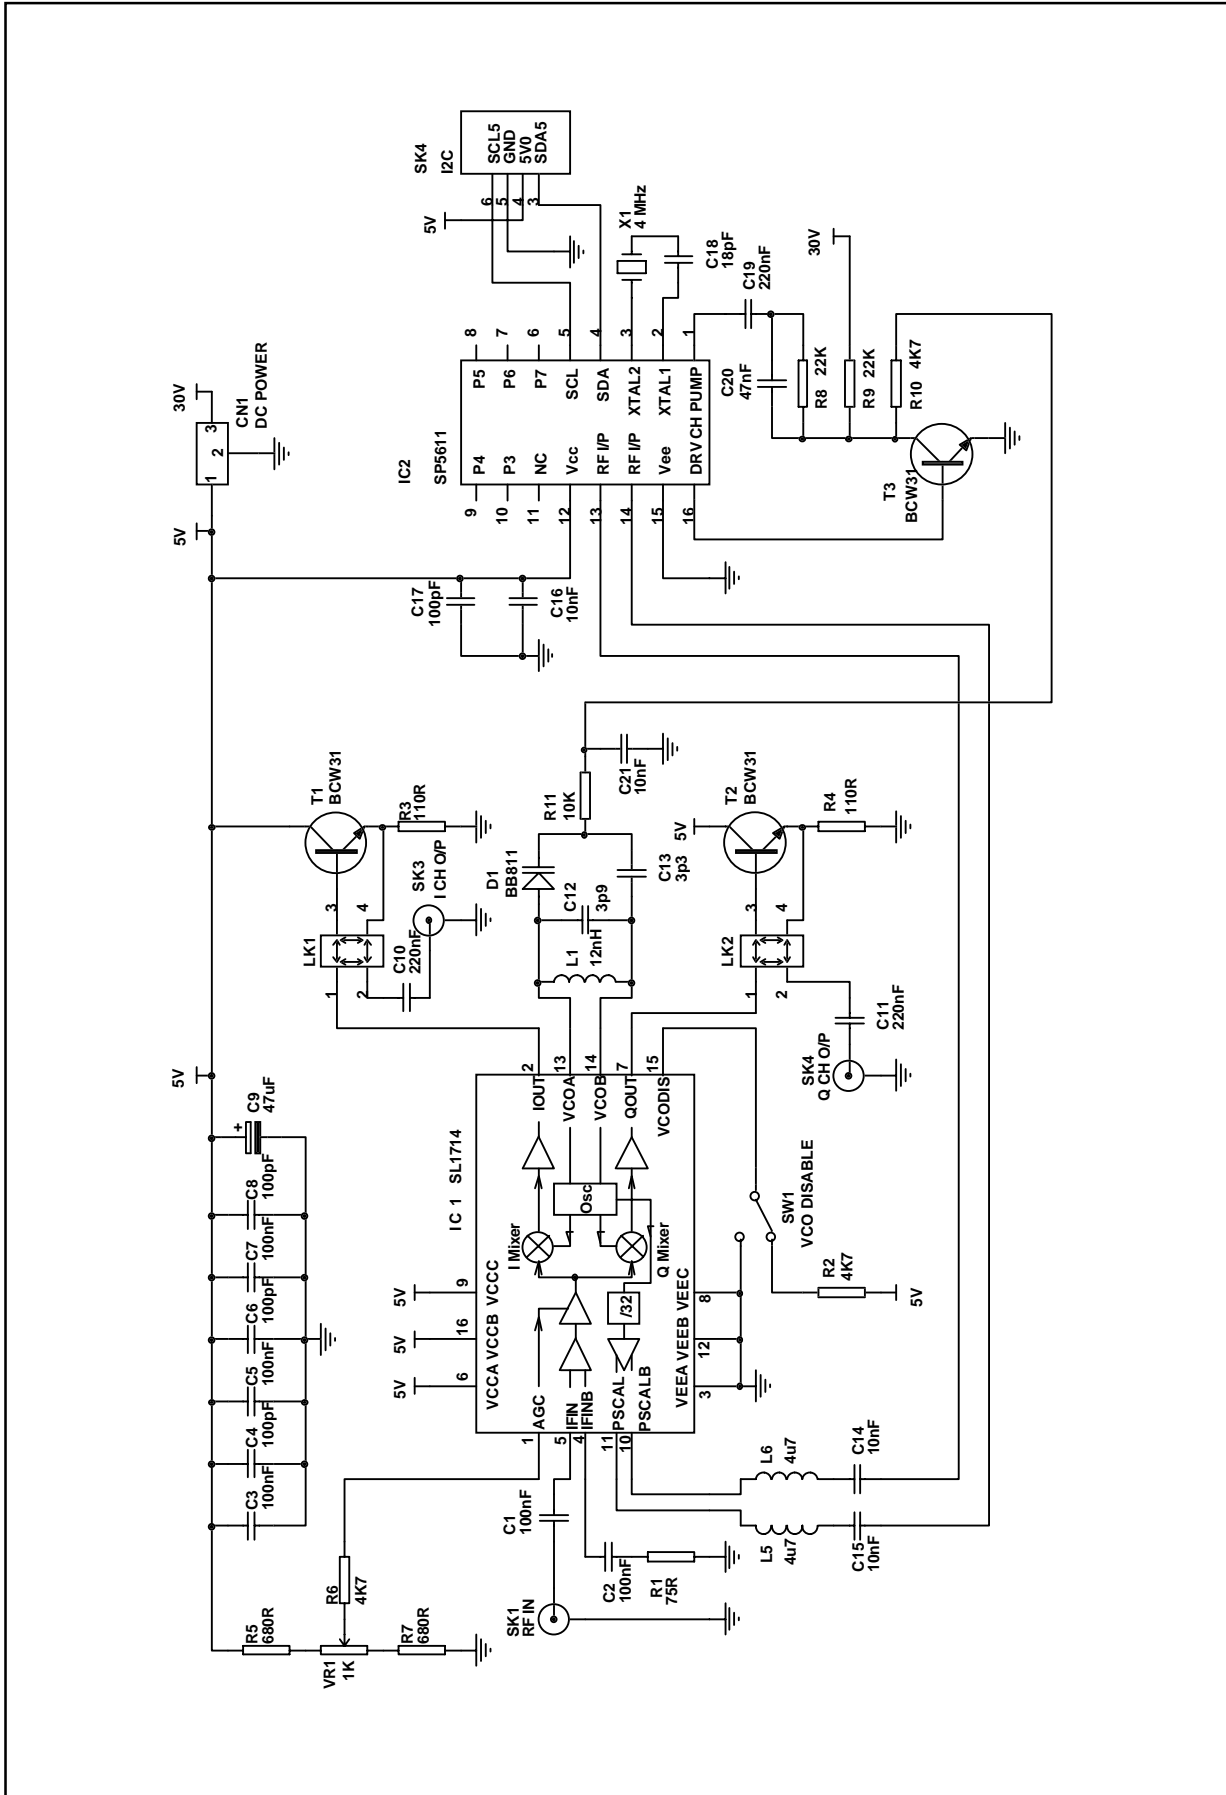 5V
C3
100nF
C4
100pF
C5
100nF
C6
100pF
C7
100nF
C8
100pF
C9
47uF
+
5V
CN1
DC POWER
1
2
3
30V
R5
680R
VR1
1K
R7
680R
R6
4K7
SK1
RF IN
C1
100nF
C2
100nF
R1
75R
L5
4u7
L6
4u7
C15
10nF
C14
10nF
IC 1 SL1714
5V
5V
5V
6
16
9
VCCA VCCB VCCC
1
AGC
5
IFIN
4
IFINB
11
PSCAL
10
PSCALB
I Mixer
Q Mixer
Osc
/32
IOUT
2
VCOA
13
VCOB
14
QOUT
7
VCODIS
15
VEEA VEEB VEEC
3
12
8
SW1
VCO DISABLE
R2
4K7
5V
LK1
1
2
3
4
T1
BCW31
R3
110R
C10
220nF
SK3
I CH O/P
L1
12nH
C12
3p9
D1
BB811
C13
3p3
R11
10K
C21
10nF
LK2
1
2
3
4
5V
T2
BCW31
R4
110R
C11
220nF
SK4
Q CH O/P
C17
100pF
C16
10nF
IC2
SP5611
9
P4
10
P3
11
NC
12
Vcc
13
RF I/P
14
RF I/P
15
Vee
16
DRV CH PUMP
P5
8
P6
7
P7
6
SCL
5
SDA
4
XTAL2
3
XTAL1
2
1
SK4
I2C
SCL5
GND
5V0
SDA5
6
5
4
3
5V
X1
4 MHz
C18
18pF
C19
220nF
C20
47nF
R8
22K
R9
22K
R10
4K7
30V
T3
BCW31